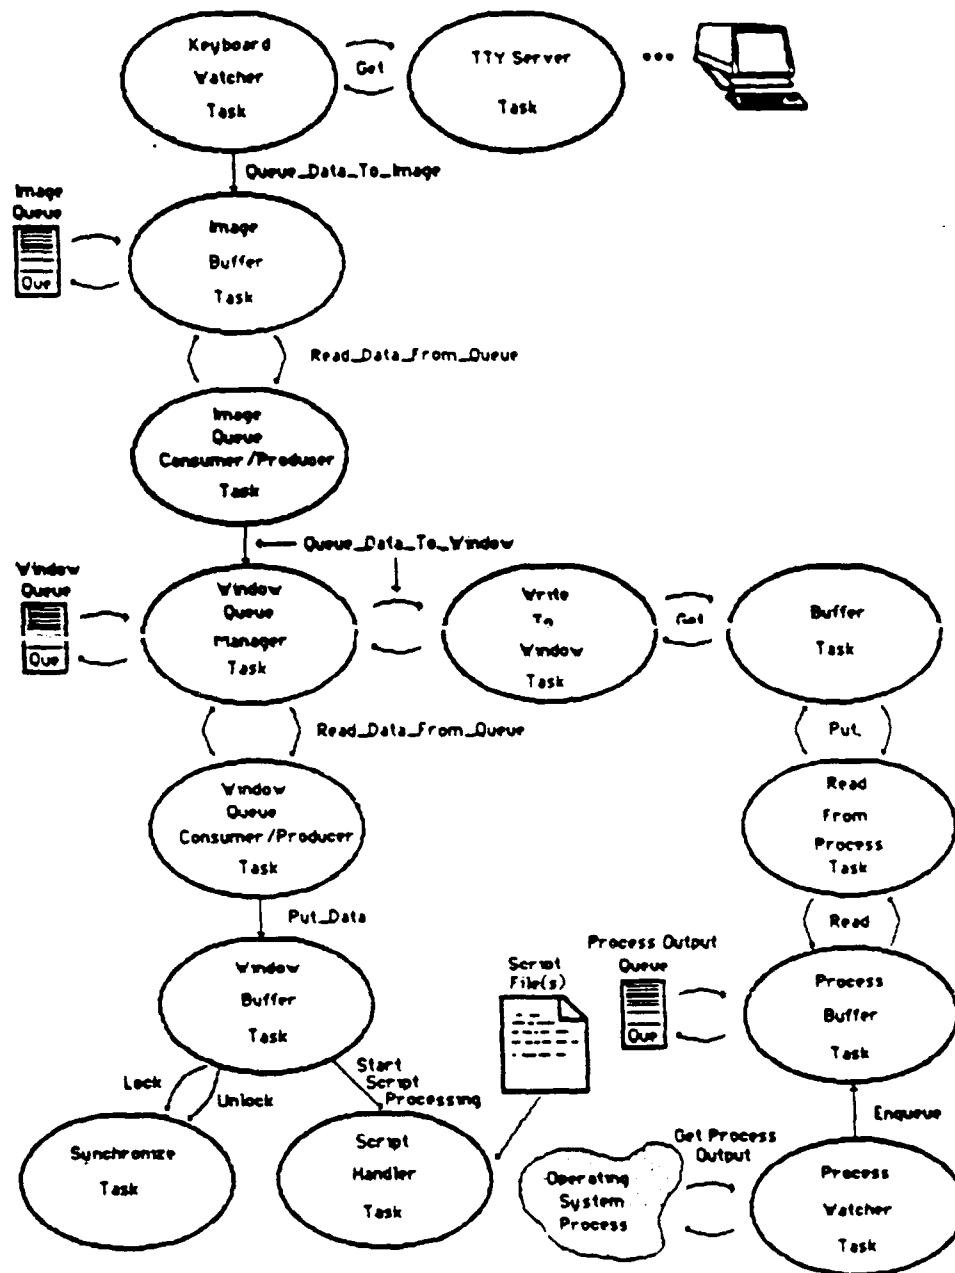 Keyboard
Watcher
Task
Get
TTY Server
Task
Queue_Data_To_Image
Image
Queue
Que
Image
Buffer
Task
Read_Data_From_Queue
Image
Queue
Consumer/Producer
Task
Queue_Data_To_Window
Window
Queue
Que
Window
Queue
Manager
Task
Write
To
Window
Task
Get
Buffer
Task
Read_Data_From_Queue
Put
Window
Queue
Consumer/Producer
Task
Read
From
Process
Task
Put_Data
Read
Window
Buffer
Task
Script
File(s)
Process Output
Queue
Que
Process
Buffer
Task
Lock
Unlock
Start
Script
Processing
Enqueue
Synchronize
Task
Script
Handler
Task
Operating
System
Process
Get Process
Output
Process
Watcher
Task